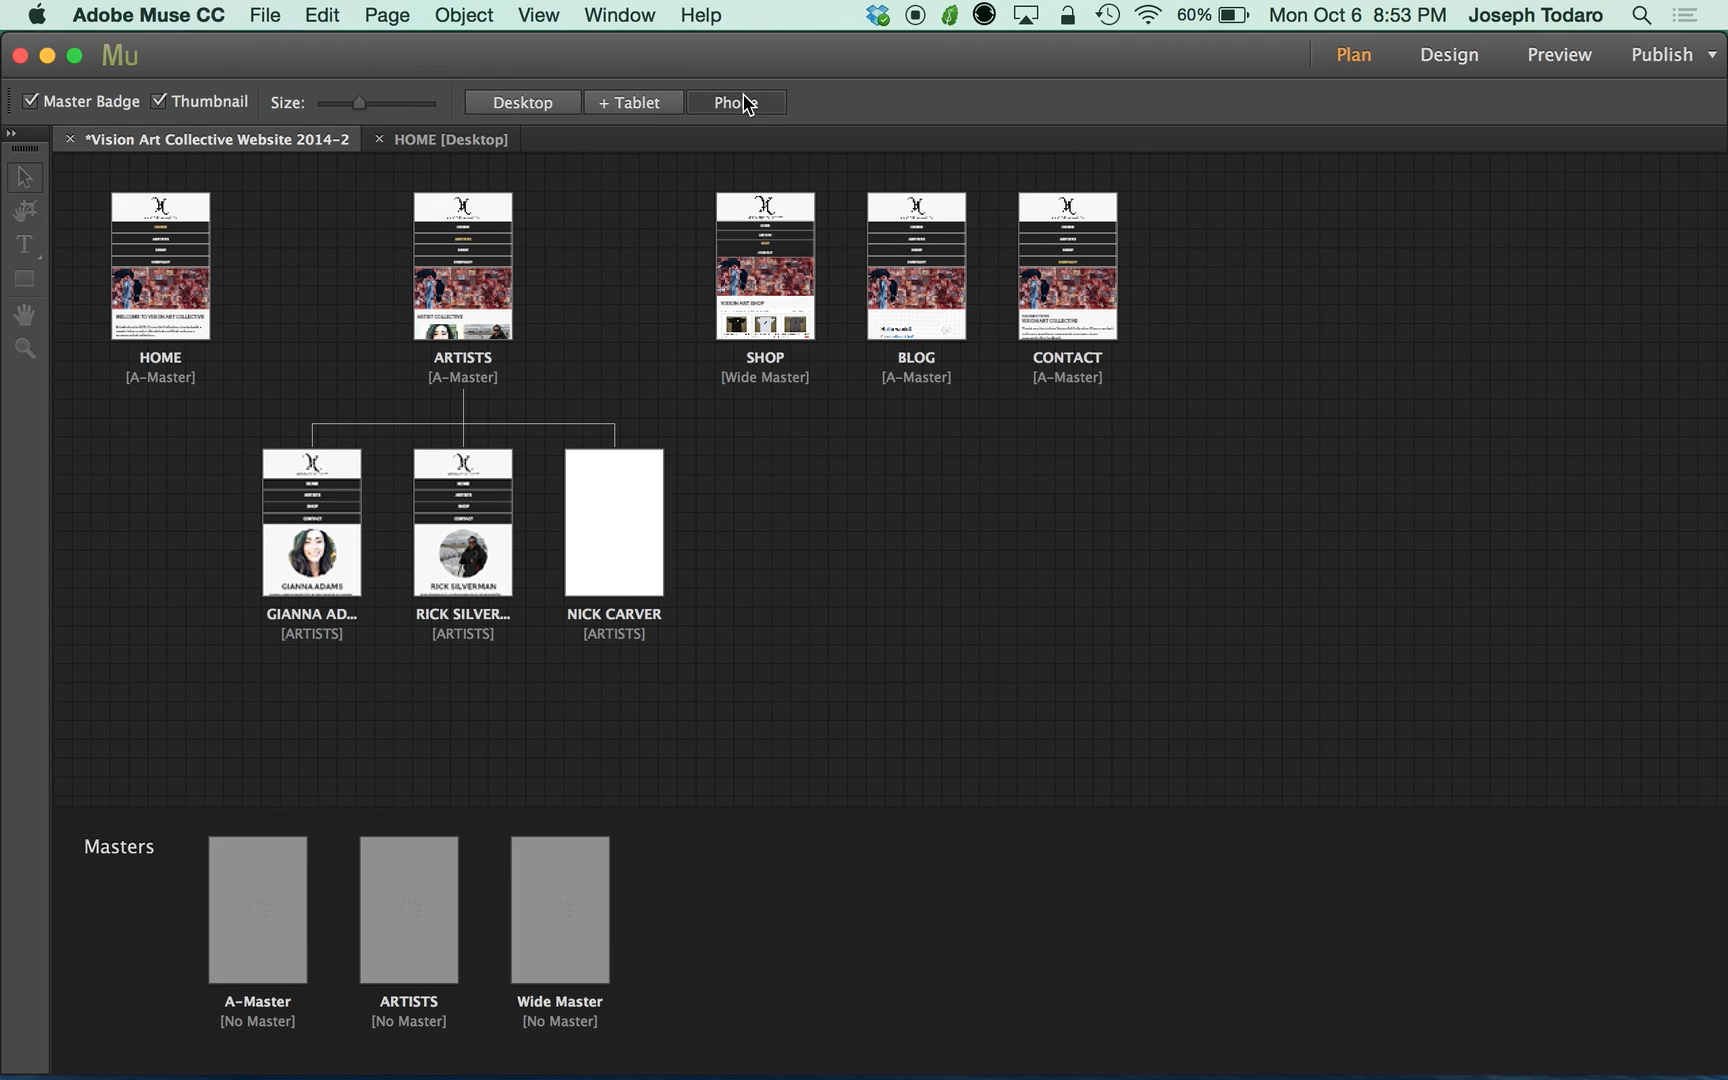 Adobe Muse CC File Edit Page Object View Window Help 60% Mon Oct 6 8:53 PM Joseph Todaro
Mu Plan Design Preview Publish
Master Badge Thumbnail Size: Desktop + Tablet Phone
*Vision Art Collective Website 2014-2 HOME [Desktop]
HOME ARTISTS SHOP BLOG CONTACT
[A-Master] [A-Master] [Wide Master] [A-Master] [A-Master]
GIANNA ADAMS RICK SILVERMAN
GIANNA AD... RICK SILVER... NICK CARVER
[ARTISTS] [ARTISTS] [ARTISTS]
Masters
A-Master ARTISTS Wide Master
[No Master] [No Master] [No Master]